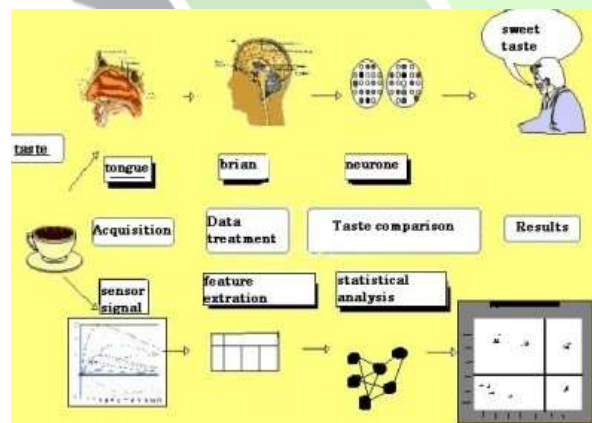 sweet
taste
taste
tongue
brian
neurone
Acquisition
Data
treatment
Taste comparison
Results
sensor
signal
feature
extration
statistical
analysis